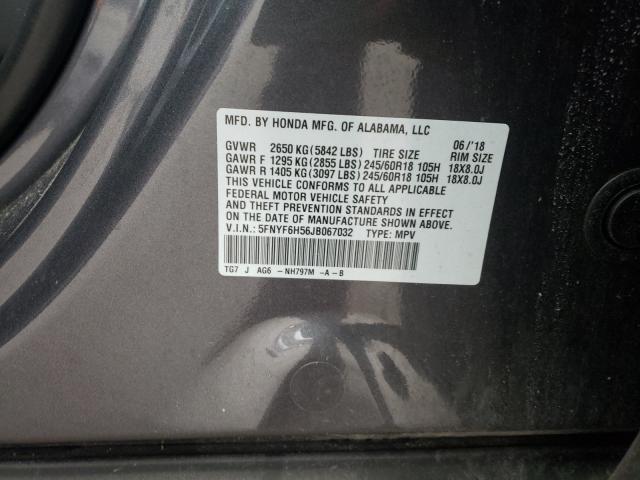 MFD. BY HONDA MFG. OF ALABAMA, LLC 06/'18
GVWR 2650 KG (5842 LBS) TIRE SIZE RIM SIZE
GAWR F 1295 KG (2855 LBS) 245/60R18 105H 18X8.0J
GAWR R 1405 KG (3097 LBS) 245/60R18 105H 18X8.0J
THIS VEHICLE CONFORMS TO ALL APPLICABLE
FEDERAL MOTOR VEHICLE SAFETY
AND THEFT PREVENTION STANDARDS IN EFFECT
ON THE DATE OF MANUFACTURE SHOWN ABOVE.
V.I.N.: 5FNYF6H56JB067032 TYPE: MPV
TG7 J AG6 -NH797M -A-B